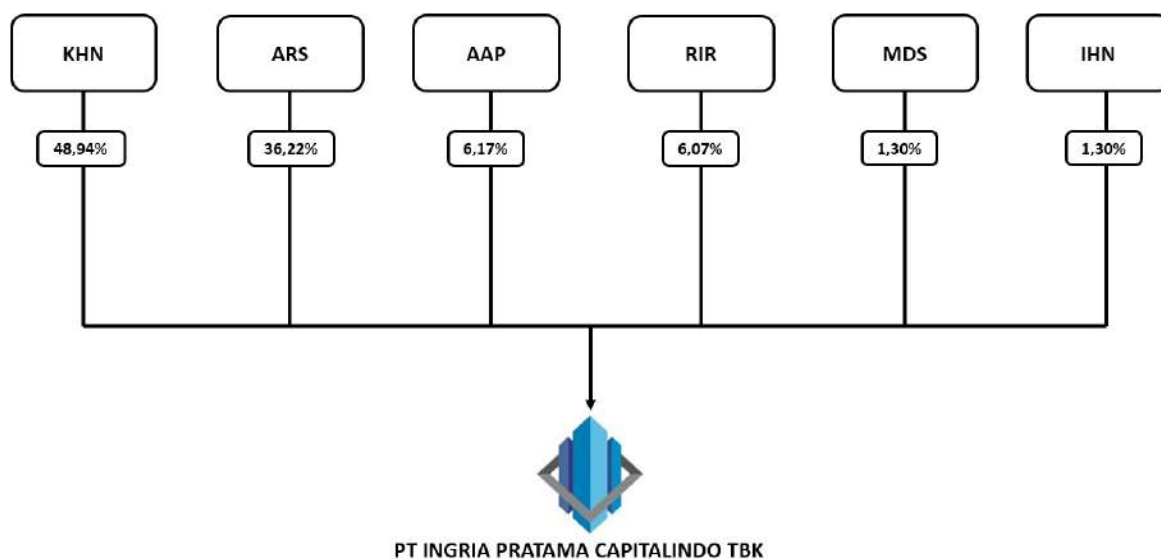 KHN ARS AAP RIR MDS IHN
48,94% 36,22% 6,17% 6,07% 1,30% 1,30%
PT INGRIA PRATAMA CAPITALINDO TBK